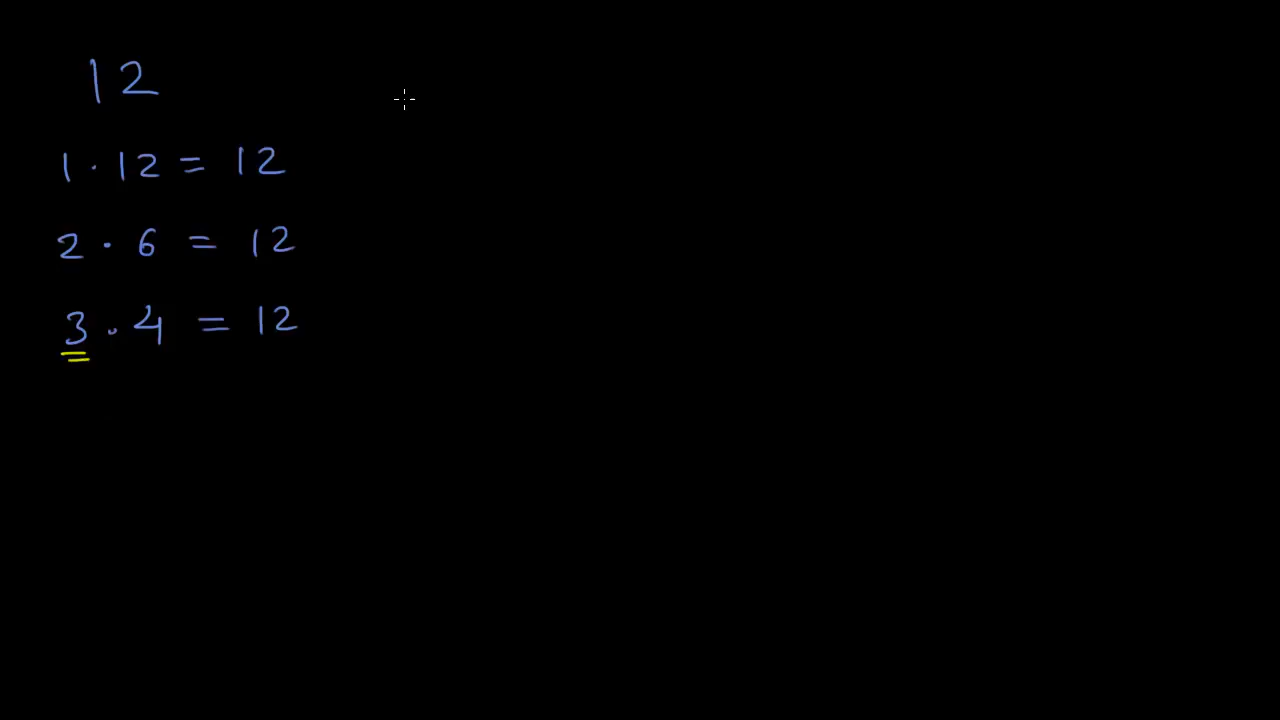 12
1 · 12 = 12
2 · 6 = 12
3 · 4 = 12